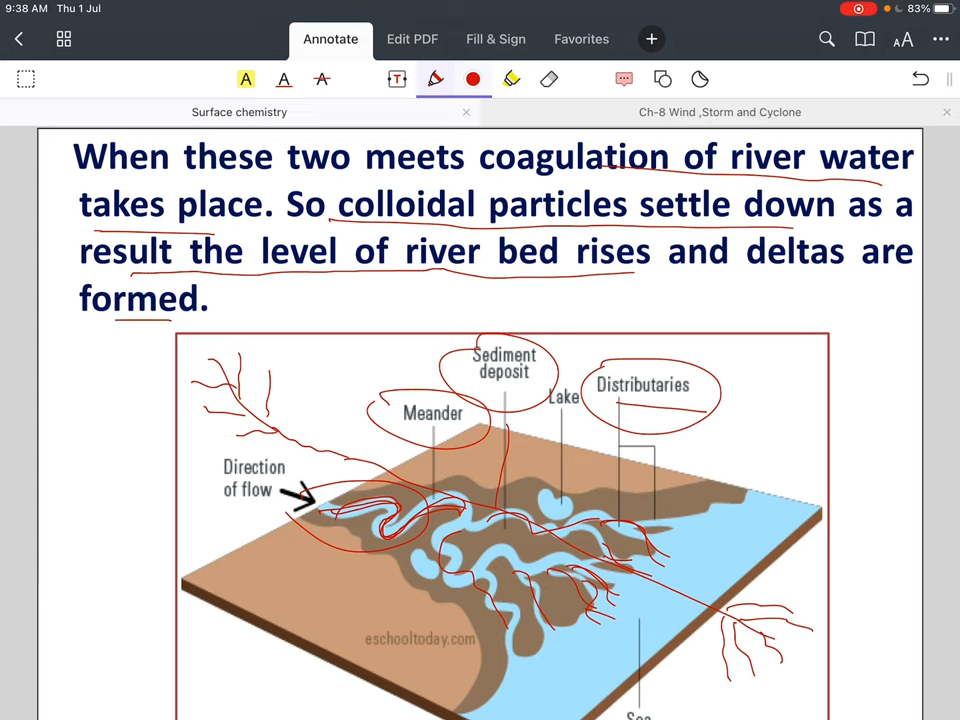 9:38 AM Thu 1 Jul
83%
Annotate Edit PDF Fill & Sign Favorites
A A A T AA
Surface chemistry
Ch-8 Wind ,Storm and Cyclone
When these two meets coagulation of river water
takes place. So colloidal particles settle down as a
result the level of river bed rises and deltas are
formed.
Sediment
deposit
Distributaries
Lake
Meander
Direction
of flow
eschooltoday.com
Sea